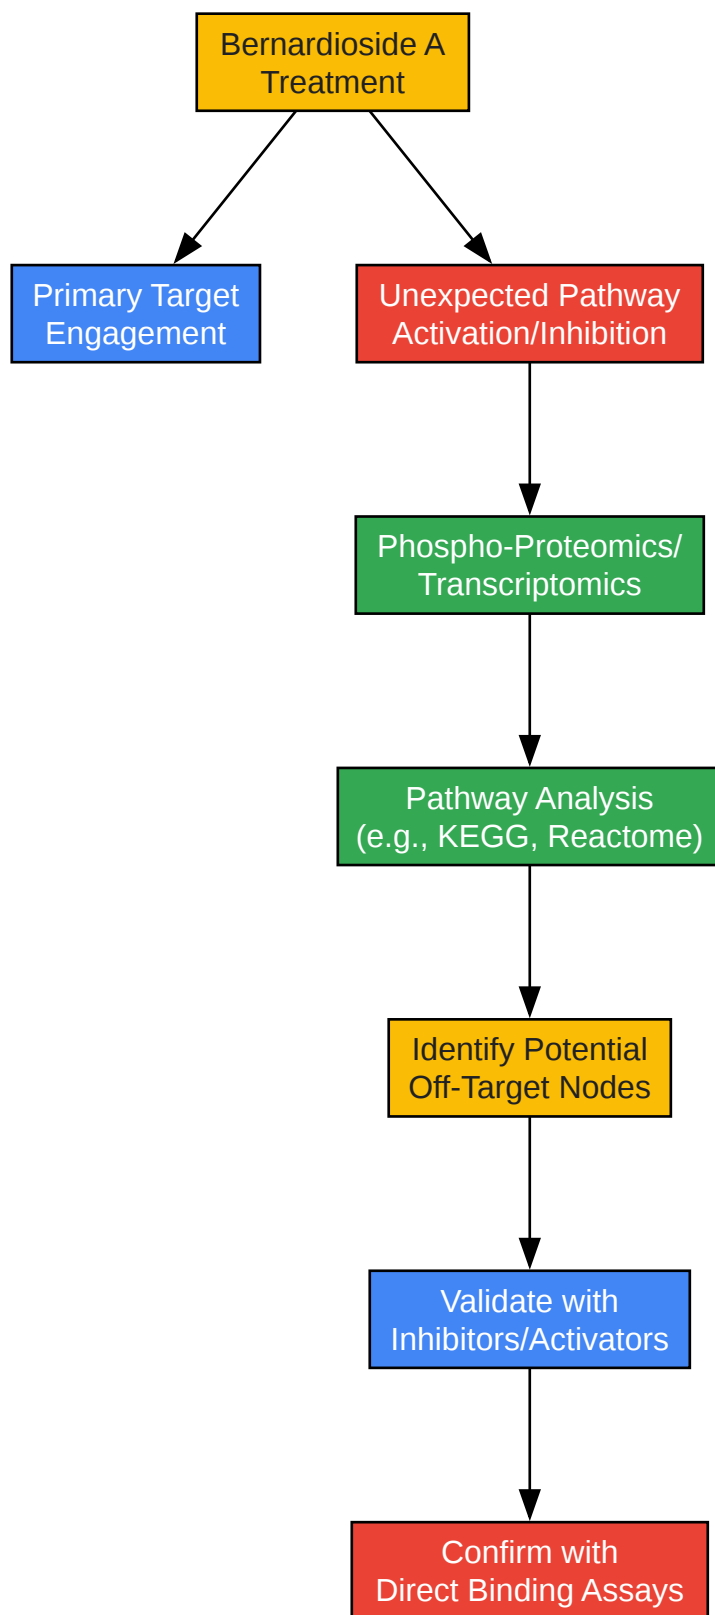 Bernardioside A
Treatment
Primary Target
Engagement
Unexpected Pathway
Activation/Inhibition
Phospho-Proteomics/
Transcriptomics
Pathway Analysis
(e.g., KEGG, Reactome)
Identify Potential
Off-Target Nodes
Validate with
Inhibitors/Activators
Confirm with
Direct Binding Assays